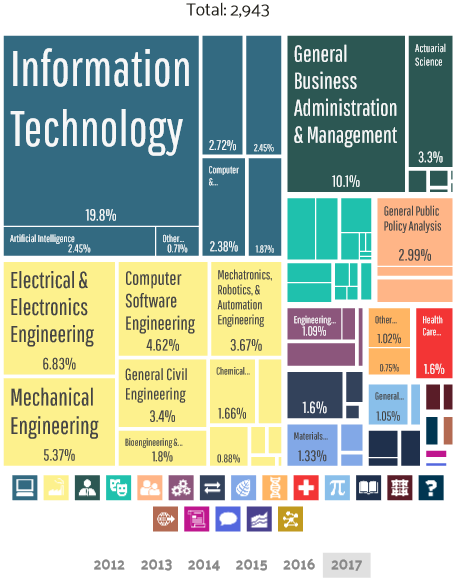 Total: 2,943
Information
Technology
19.8%
2.72%
2.45%
Computer
&...
2.38%
1.87%
Artificial Intelligence
2.45%
Other...
0.71%
General
Business
Administration
& Management
10.1%
Actuarial
Science
3.3%
General Public
Policy Analysis
2.99%
Electrical &
Electronics
Engineering
6.83%
Computer
Software
Engineering
4.62%
Mechatronics,
Robotics, &
Automation
Engineering
3.67%
Mechanical
Engineering
5.37%
General Civil
Engineering
3.4%
Chemical...
1.66%
Bioengineering &...
1.8%
0.88%
Engineering...
1.09%
Other...
1.02%
0.75%
Health
Care...
1.6%
1.6%
General...
1.05%
Materials...
1.33%
?
2012 2013 2014 2015 2016 2017